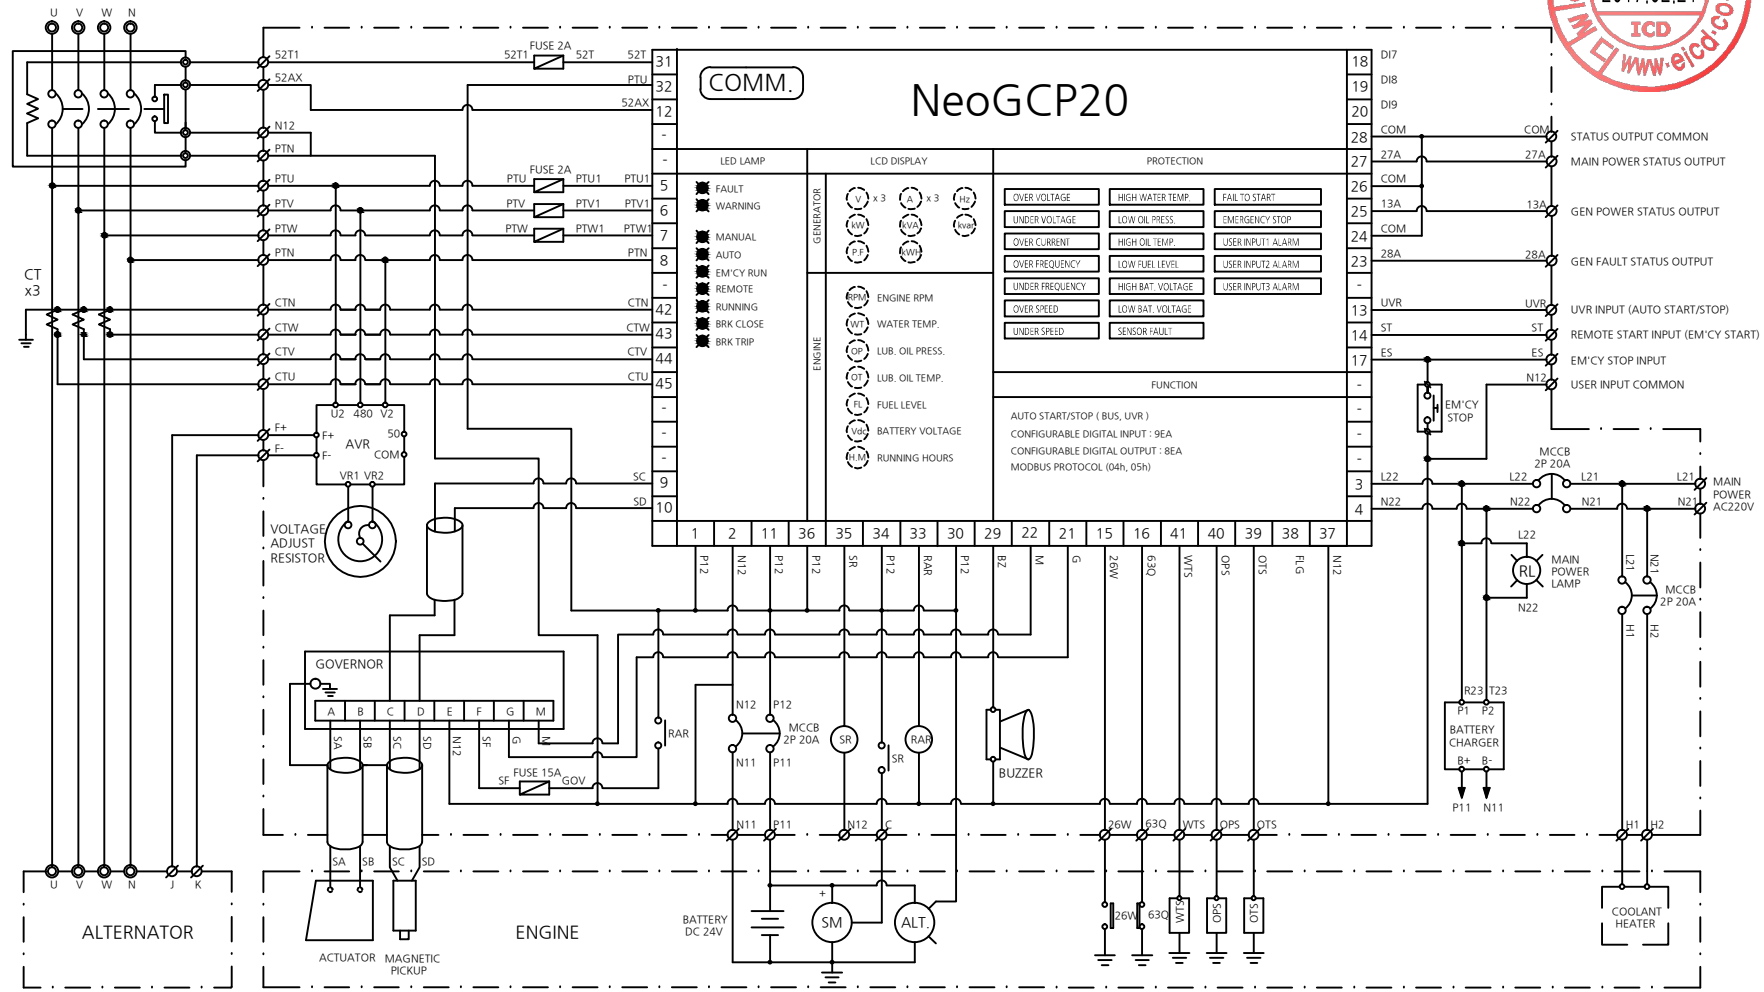 U V W N
2017.02.21
ICD
www.ejcd.co
52T1
52T1
FUSE 2A
52T
52T
31
18
DI7
52AX
PTU
32
COMM.
NeoGCP20
19
DI8
52AX
12
20
DI9
N12
-
28
COM
COM
STATUS OUTPUT COMMON
PTN
-
LED LAMP
LCD DISPLAY
PROTECTION
27
27A
27A
MAIN POWER STATUS OUTPUT
PTU
PTU
FUSE 2A
PTU1
PTU1
5
26
COM
PTV
PTV
PTV1
PTV1
6
25
13A
13A
GEN POWER STATUS OUTPUT
PTW
PTW
PTW1
PTW1
7
24
COM
PTN
PTN
8
23
28A
28A
GEN FAULT STATUS OUTPUT
-
-
CT
x3
CTN
CTN
42
13
UVR
UVR
UVR INPUT (AUTO START/STOP)
CTW
CTW
43
14
ST
ST
REMOTE START INPUT (EM'CY START)
CTV
CTV
44
17
ES
ES
EM'CY STOP INPUT
CTU
CTU
45
-
N12
USER INPUT COMMON
-
-
-
-
-
-
FAULT
WARNING
MANUAL
AUTO
EM'CY RUN
REMOTE
RUNNING
BRK CLOSE
BRK TRIP
GENERATOR
V x 3
A x 3
Hz
kW
kVA
kvar
P.F
kWH
ENGINE
RPM ENGINE RPM
WT WATER TEMP.
OP LUB. OIL PRESS.
OT LUB. OIL TEMP.
FL FUEL LEVEL
Vdc BATTERY VOLTAGE
H.M RUNNING HOURS
OVER VOLTAGE
HIGH WATER TEMP.
FAIL TO START
UNDER VOLTAGE
LOW OIL PRESS.
EMERGENCY STOP
OVER CURRENT
HIGH OIL TEMP.
USER INPUT1 ALARM
OVER FREQUENCY
LOW FUEL LEVEL
USER INPUT2 ALARM
UNDER FREQUENCY
HIGH BAT. VOLTAGE
USER INPUT3 ALARM
OVER SPEED
LOW BAT. VOLTAGE
UNDER SPEED
SENSOR FAULT
FUNCTION
AUTO START/STOP ( BUS, UVR )
CONFIGURABLE DIGITAL INPUT : 9EA
CONFIGURABLE DIGITAL OUTPUT : 8EA
MODBUS PROTOCOL (04h, 05h)
EM'CY
STOP
U2 480 V2
F+
F+
50
AVR
F-
F-
COM
VR1 VR2
VOLTAGE
ADJUST
RESISTOR
SC
9
SD
10
3
L22
L22
MCCB
2P 20A
L21
L21
4
N22
N22
N21
N21
MAIN
POWER
AC220V
1 2 11 36 35 34 33 30 29 22 21 15 16 41 40 39 38 37
P12 N12 P12 P12 SR P12 RAR P12 BZ M G 26W 63Q WTS OPS OTS FLG N12
L22
RL
MAIN
POWER
LAMP
N22
L21
N21
MCCB
2P 20A
H1
H2
GOVERNOR
A B C D E F G M
SA SB SC SD N12 SF G M
RAR
SF
FUSE 15A
GOV
N12
P12
MCCB
2P 20A
N11
P11
SR
SR
RAR
BUZZER
R23 T23
P1 P2
BATTERY
CHARGER
B+ B-
P11 N11
N11 P11 N12 C 26W 63Q WTS OPS OTS H1 H2
SA SB SC SD
U V W N J K
ALTERNATOR
ACTUATOR
MAGNETIC
PICKUP
ENGINE
BATTERY
DC 24V
+
SM
ALT.
26W
63Q
WTS
OPS
OTS
COOLANT
HEATER